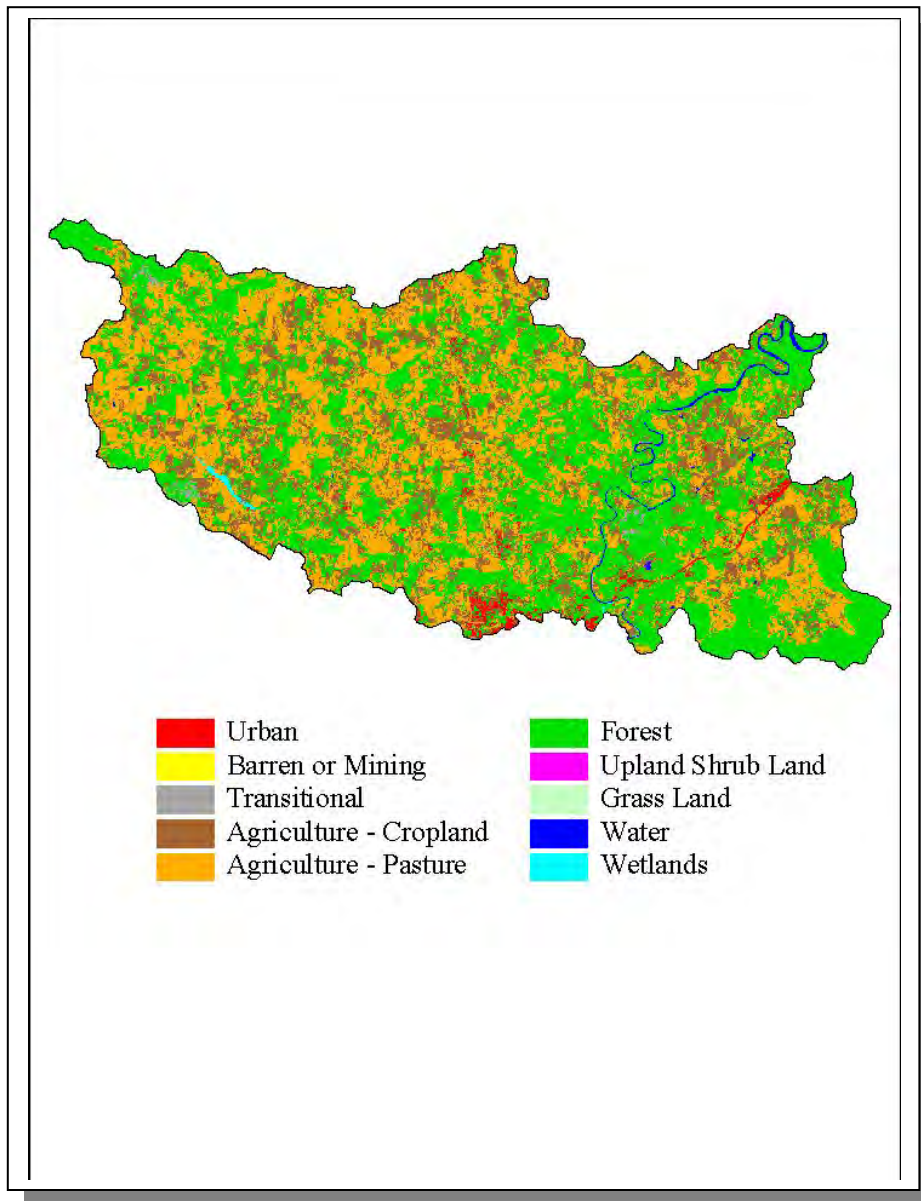 Urban
Barren or Mining
Transitional
Agriculture - Cropland
Agriculture - Pasture
Forest
Upland Shrub Land
Grass Land
Water
Wetlands